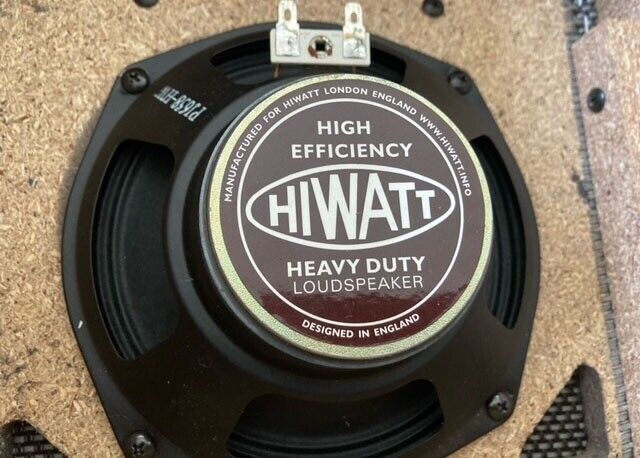 MANUFACTURED FOR HIWATT LONDON ENGLAND WWW.HIWATT.INFO
HIGH
EFFICIENCY
HIWATT
HEAVY DUTY
LOUDSPEAKER
DESIGNED IN ENGLAND